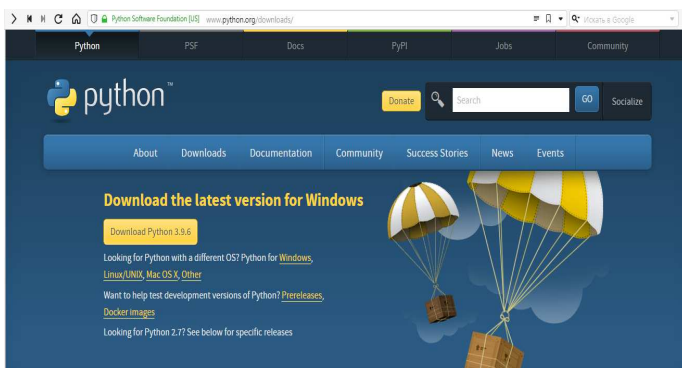 Python Software Foundation [US] www.python.org/downloads/ Искать в Google
Python PSF Docs PyPI Jobs Community
python™ Donate Search GO Socialize
About Downloads Documentation Community Success Stories News Events
Download the latest version for Windows
Download Python 3.9.6
Looking for Python with a different OS? Python for Windows,
Linux/UNIX, Mac OS X, Other
Want to help test development versions of Python? Prereleases,
Docker images
Looking for Python 2.7? See below for specific releases